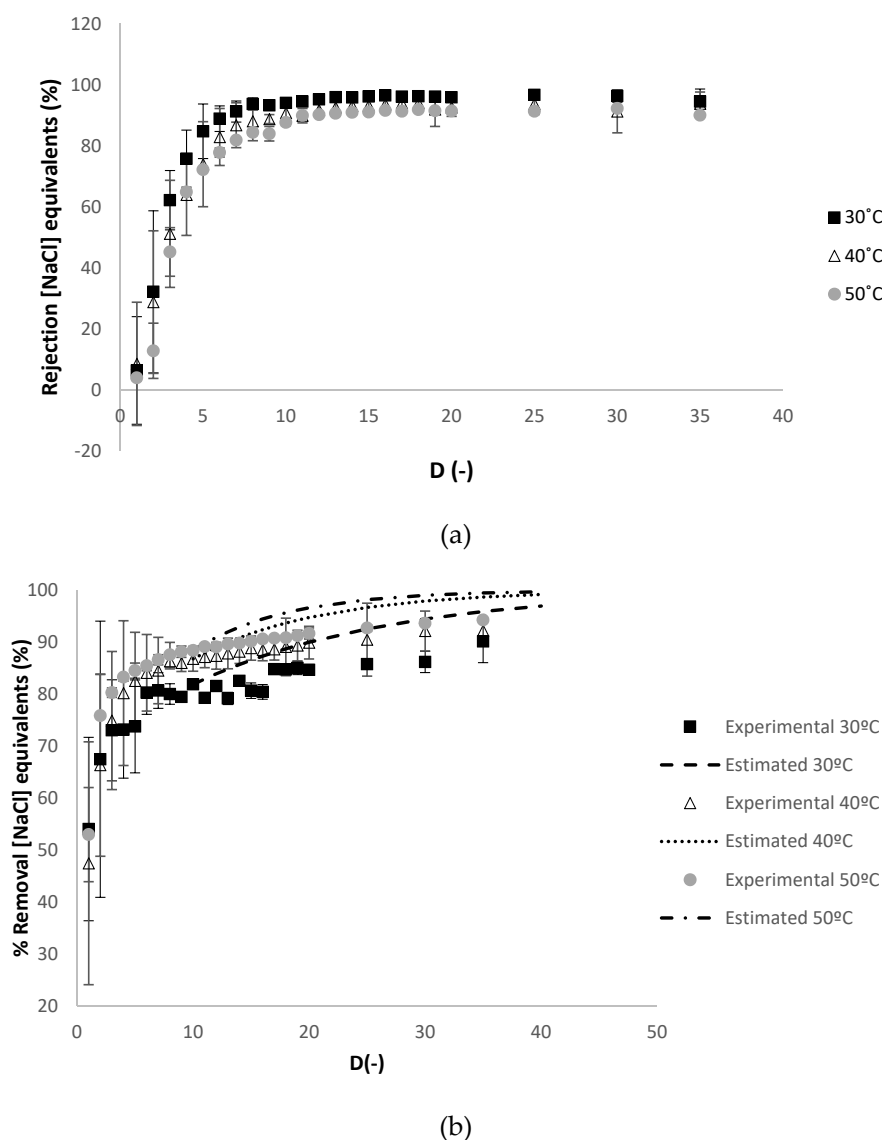 120
100
80
60
40
20
0
-20
Rejection [NaCl] equivalents (%)
0 5 10 15 20 25 30 35 40
D (-)
30˚C
40˚C
50˚C
(a)
100
90
80
70
60
50
40
30
20
% Removal [NaCl] equivalents (%)
0 10 20 30 40 50
D(-)
Experimental 30ºC
Estimated 30ºC
Experimental 40ºC
Estimated 40ºC
Experimental 50ºC
Estimated 50ºC
(b)